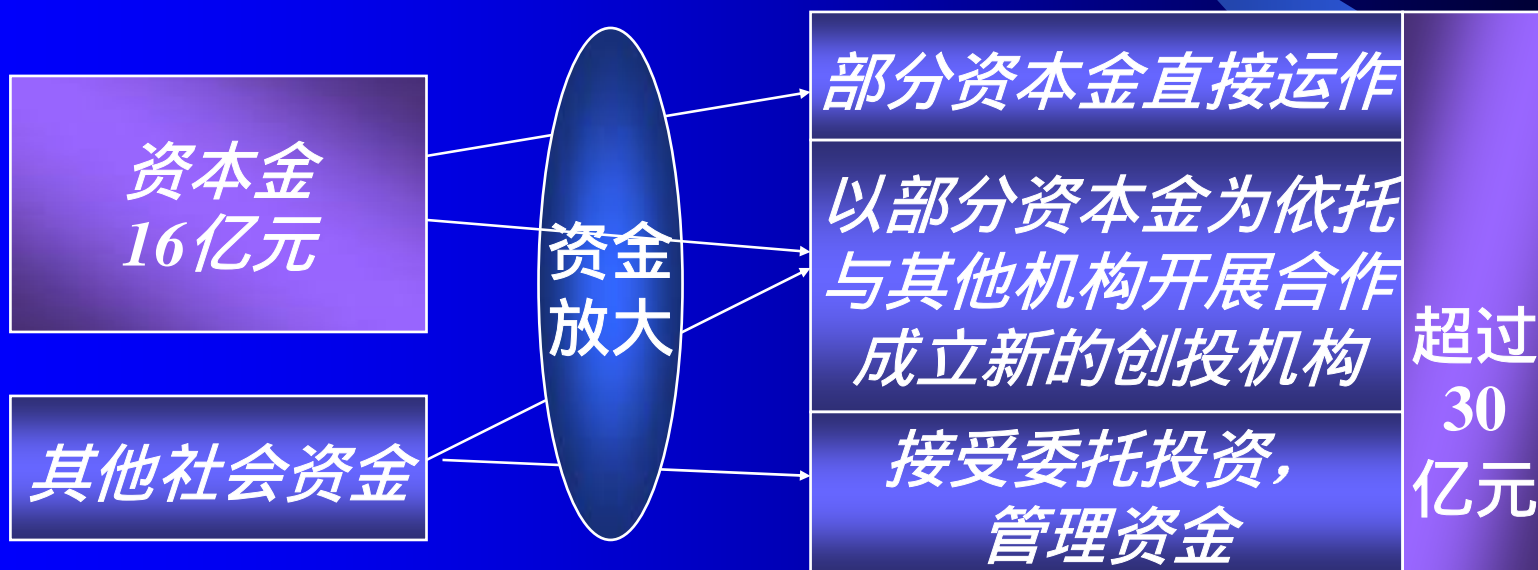 资本金
16亿元
其他社会资金
资金
放大
部分资本金直接运作
以部分资本金为依托
与其他机构开展合作
成立新的创投机构
接受委托投资，
管理资金
超过
30
亿元